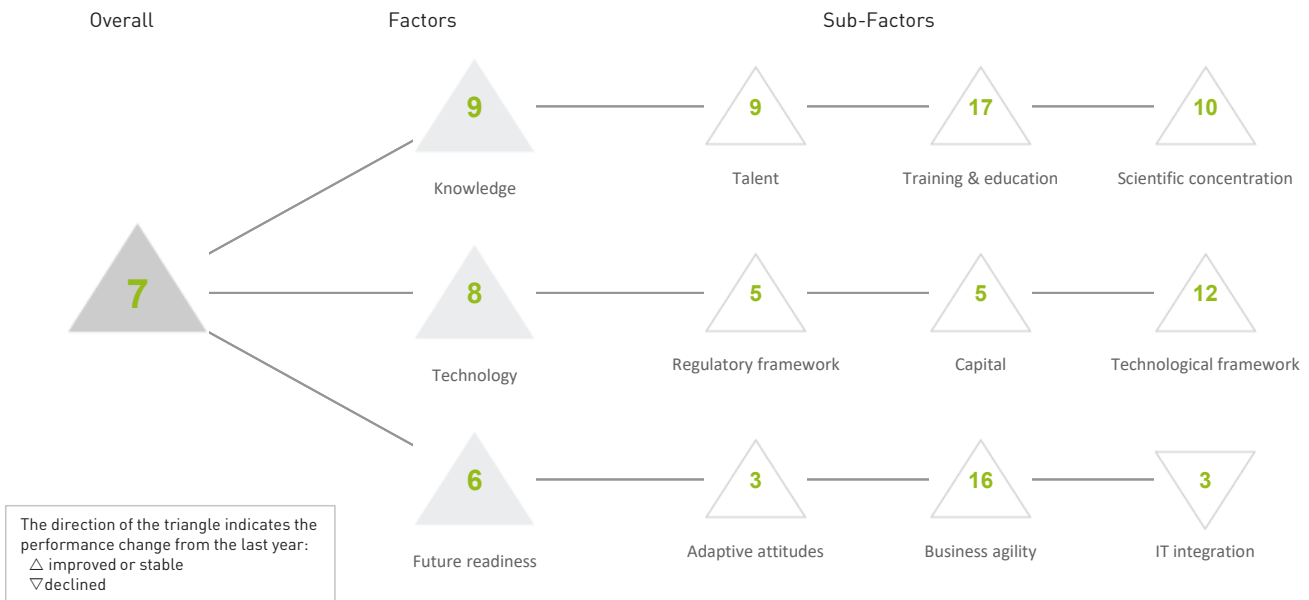 Overall
Factors
Sub-Factors
9
9
17
10
Knowledge
Talent
Training & education
Scientific concentration
7
8
5
5
12
Technology
Regulatory framework
Capital
Technological framework
6
3
16
3
Future readiness
Adaptive attitudes
Business agility
IT integration
The direction of the triangle indicates the
performance change from the last year:
△ improved or stable
▽declined